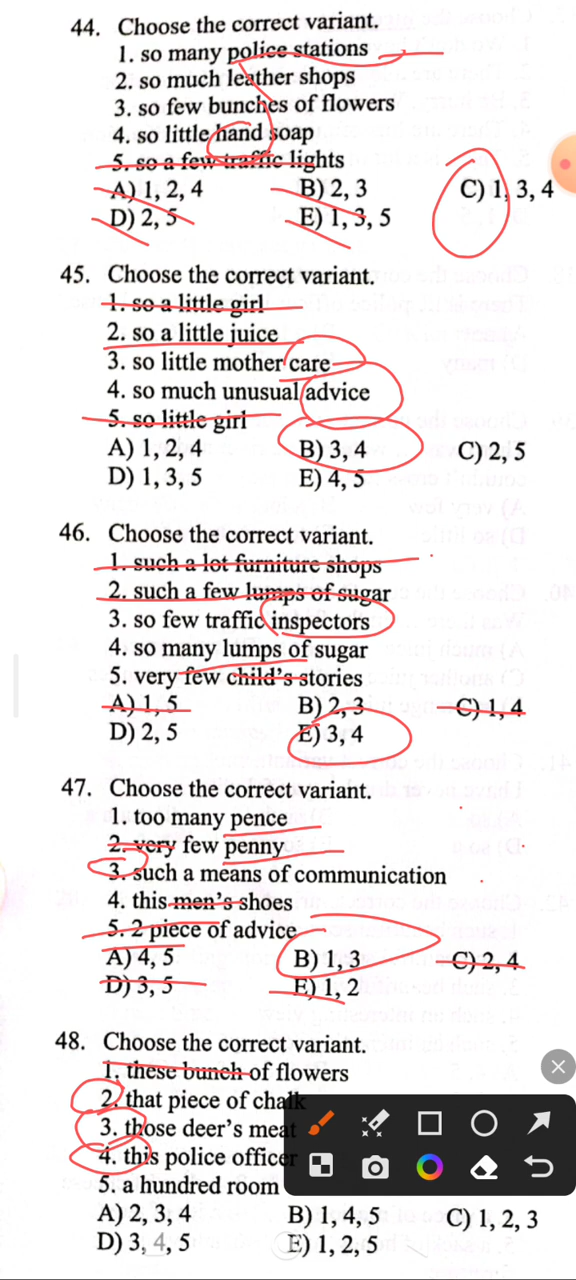 44. Choose the correct variant.
1. so many police stations
2. so much leather shops
3. so few bunches of flowers
4. so little hand soap
5. so a few traffic lights
A) 1, 2, 4 B) 2, 3 C) 1, 3, 4
D) 2, 5 E) 1, 3, 5
45. Choose the correct variant.
1. so a little girl
2. so a little juice
3. so little mother care
4. so much unusual advice
5. so little girl
A) 1, 2, 4 B) 3, 4 C) 2, 5
D) 1, 3, 5 E) 4, 5
46. Choose the correct variant.
1. such a lot furniture shops
2. such a few lumps of sugar
3. so few traffic inspectors
4. so many lumps of sugar
5. very few child's stories
A) 1, 5 B) 2, 3 C) 1, 4
D) 2, 5 E) 3, 4
47. Choose the correct variant.
1. too many pence
2. very few penny
3. such a means of communication
4. this men's shoes
5. 2 piece of advice
A) 4, 5 B) 1, 3 C) 2, 4
D) 3, 5 E) 1, 2
48. Choose the correct variant.
1. these bunch of flowers
2. that piece of chalk
3. those deer's meat
4. this police officer
5. a hundred room
A) 2, 3, 4 B) 1, 4, 5 C) 1, 2, 3
D) 3, 4, 5 E) 1, 2, 5